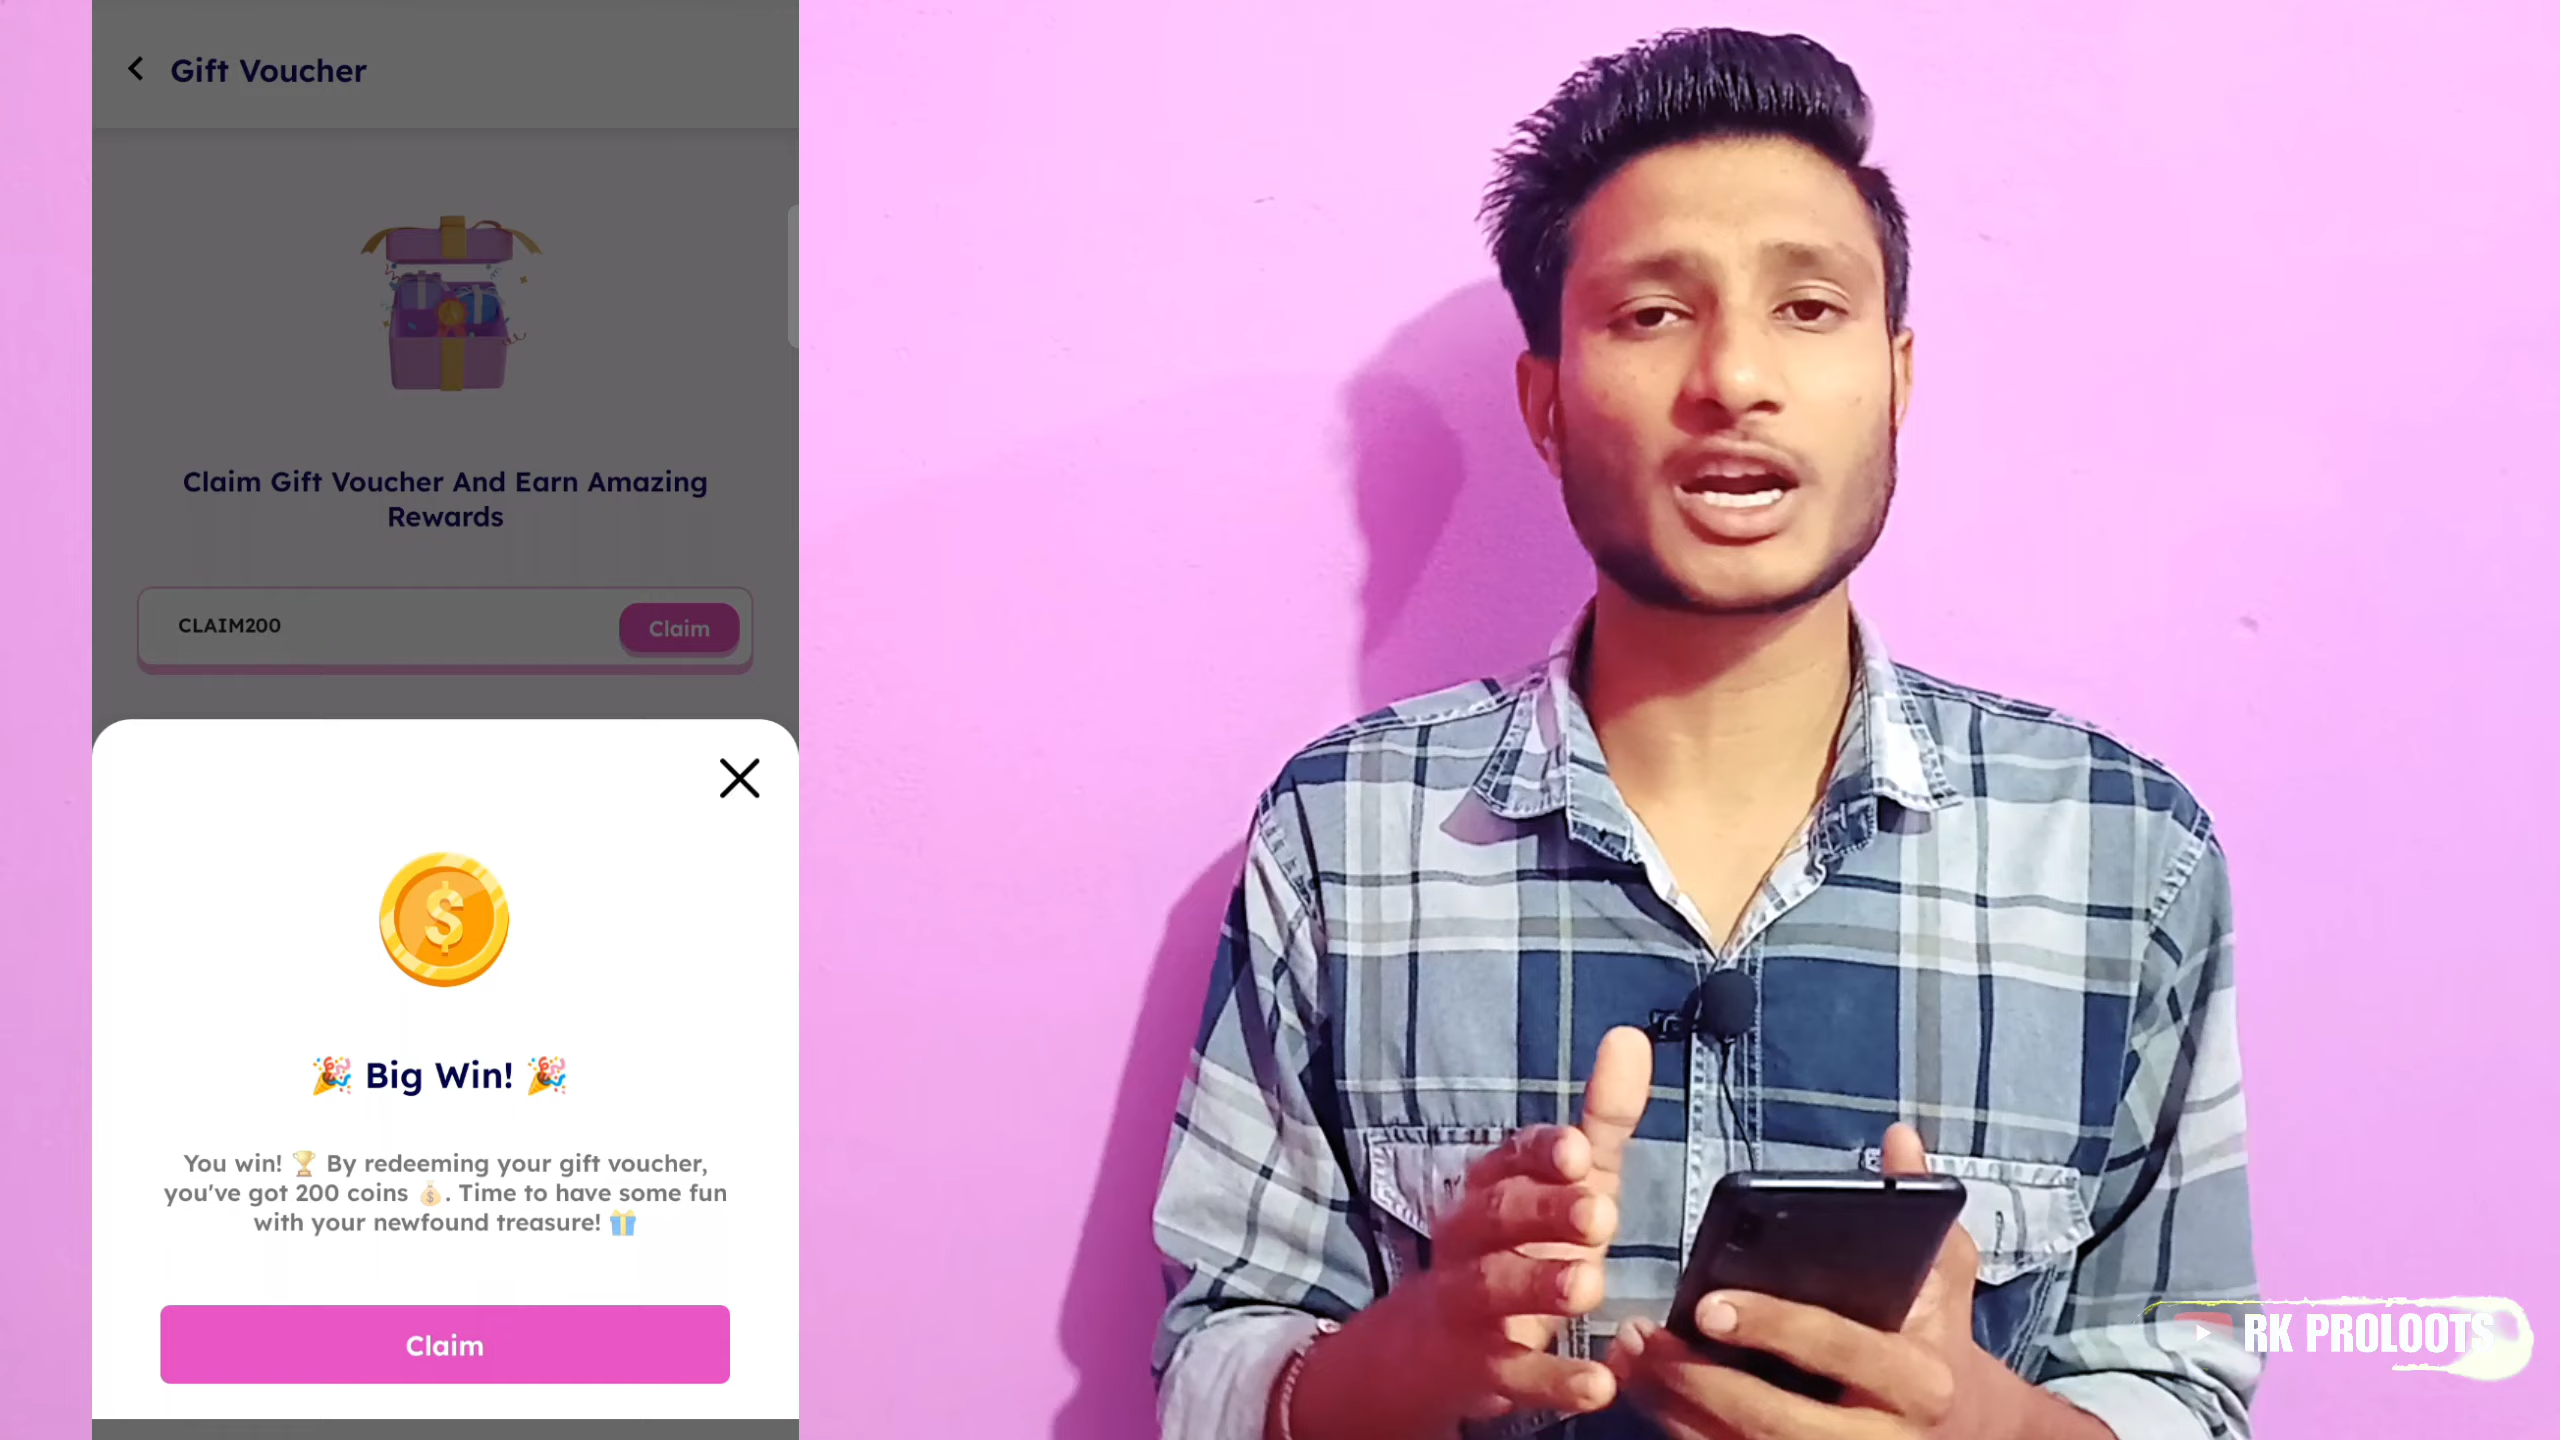 Gift Voucher
Claim Gift Voucher And Earn Amazing
Rewards
CLAIM200
Claim
🎉 Big Win! 🎉
You win! 🏆 By redeeming your gift voucher,
you've got 200 coins 💰. Time to have some fun
with your newfound treasure! 🎁
Claim
RK PROLOOTS